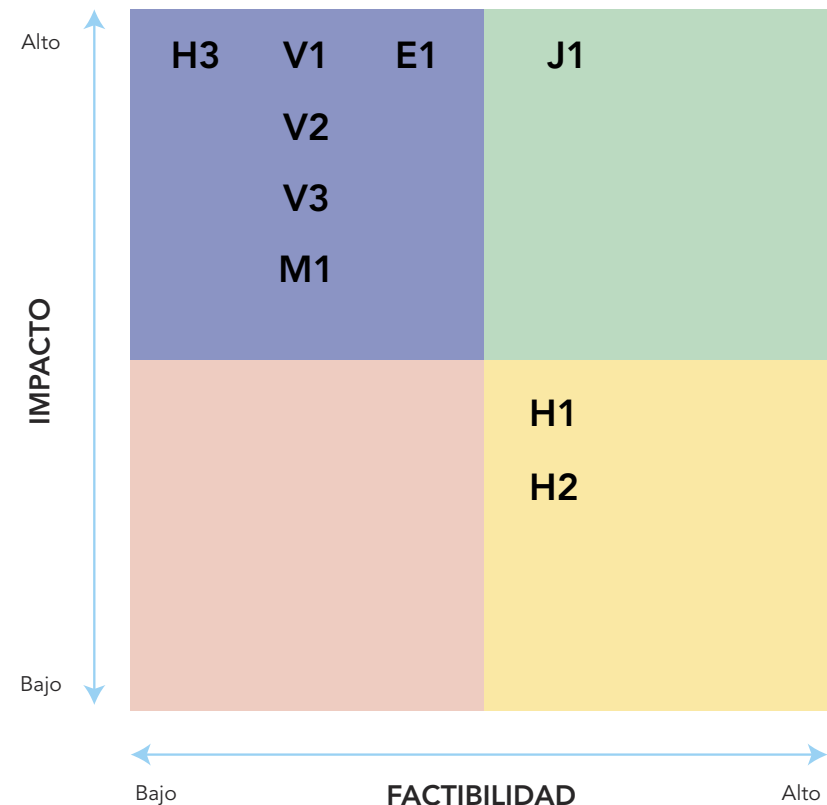 Alto
H3 V1 E1 J1
V2
V3
M1
IMPACTO
H1
H2
Bajo
Bajo FACTIBILIDAD Alto